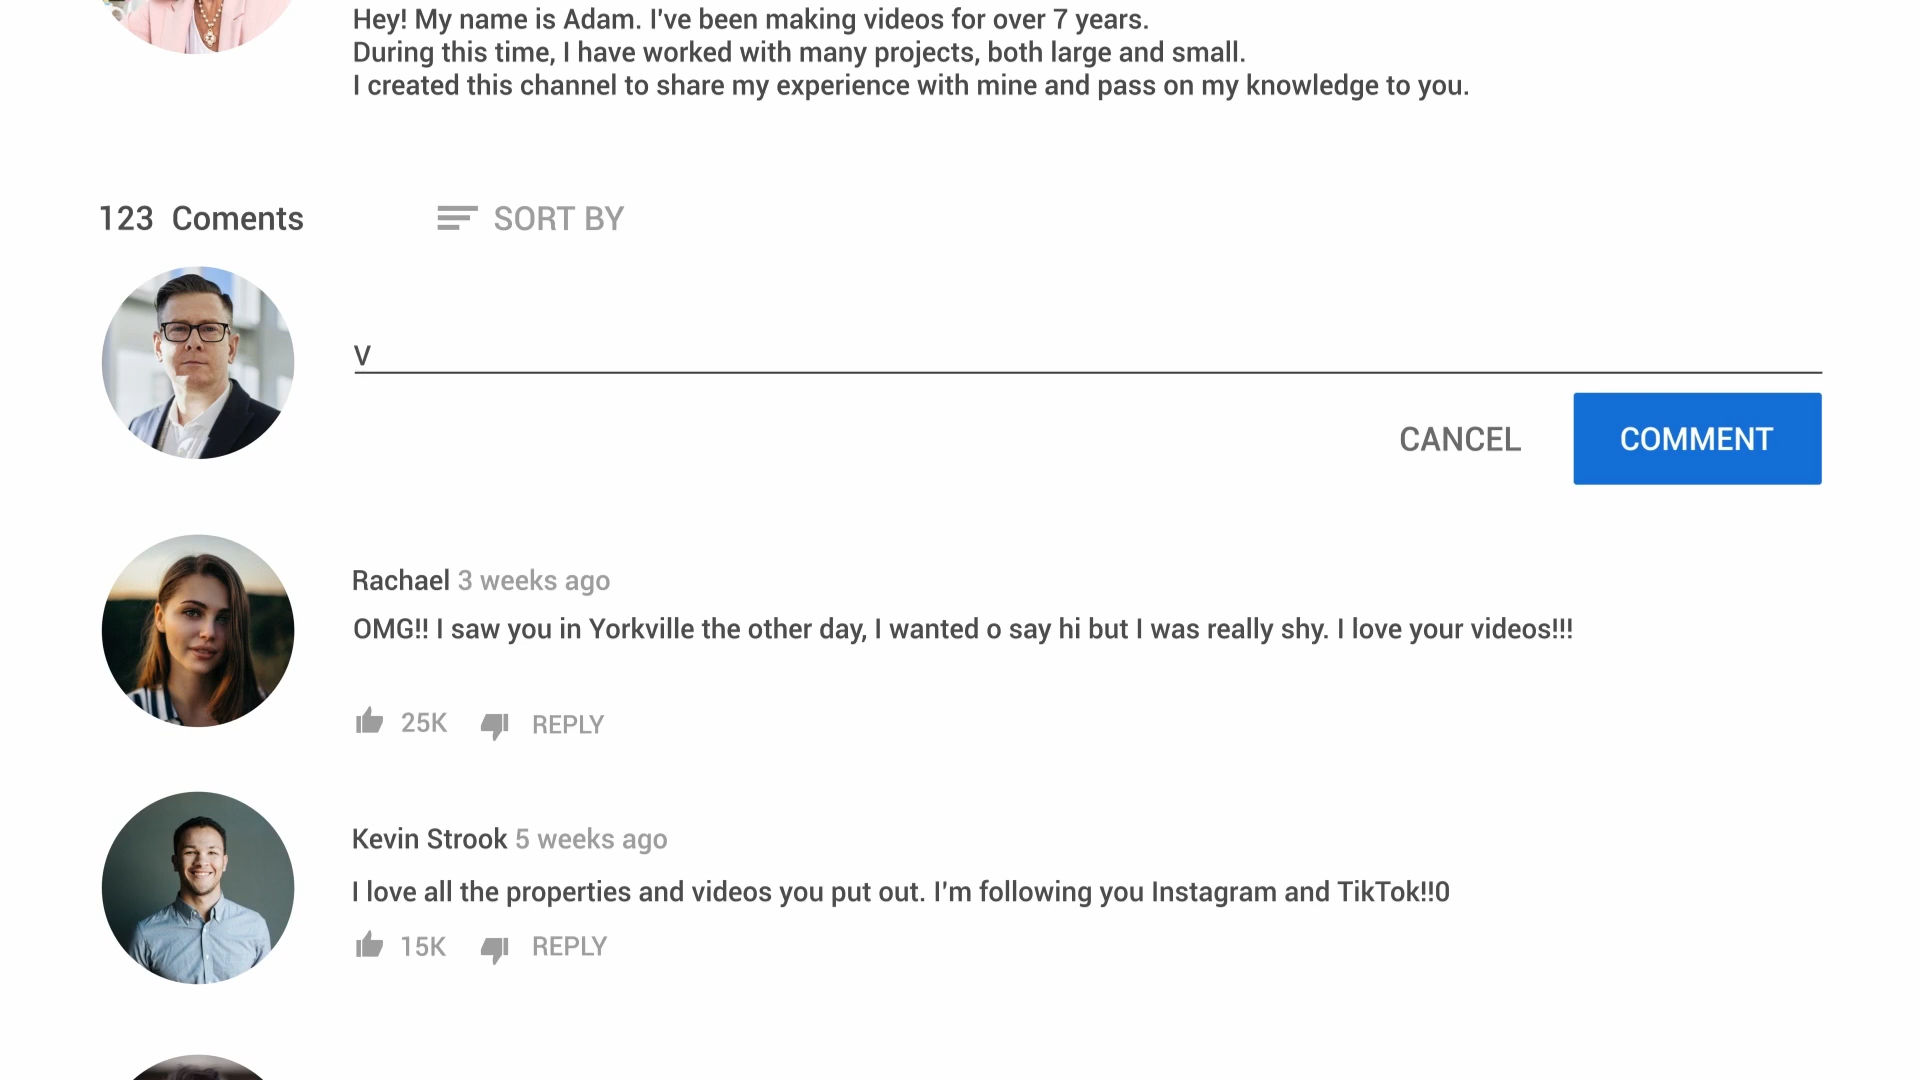 Hey! My name is Adam. I've been making videos for over 7 years.
During this time, I have worked with many projects, both large and small.
I created this channel to share my experience with mine and pass on my knowledge to you.
123 Coments
SORT BY
V
CANCEL
COMMENT
Rachael 3 weeks ago
OMG!! I saw you in Yorkville the other day, I wanted o say hi but I was really shy. I love your videos!!!
25K REPLY
Kevin Strook 5 weeks ago
I love all the properties and videos you put out. I'm following you Instagram and TikTok!!0
15K REPLY